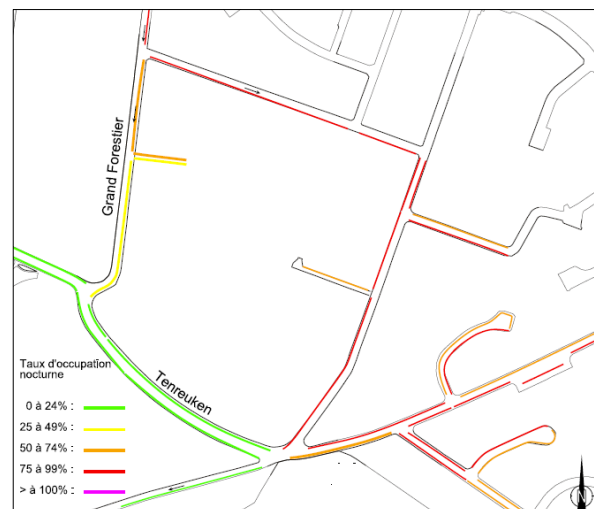 Grand Forestier
Tenreuken
Taux d'occupation
nocturne
0 à 24% :
25 à 49% :
50 à 74% :
75 à 99% :
> à 100% :
N